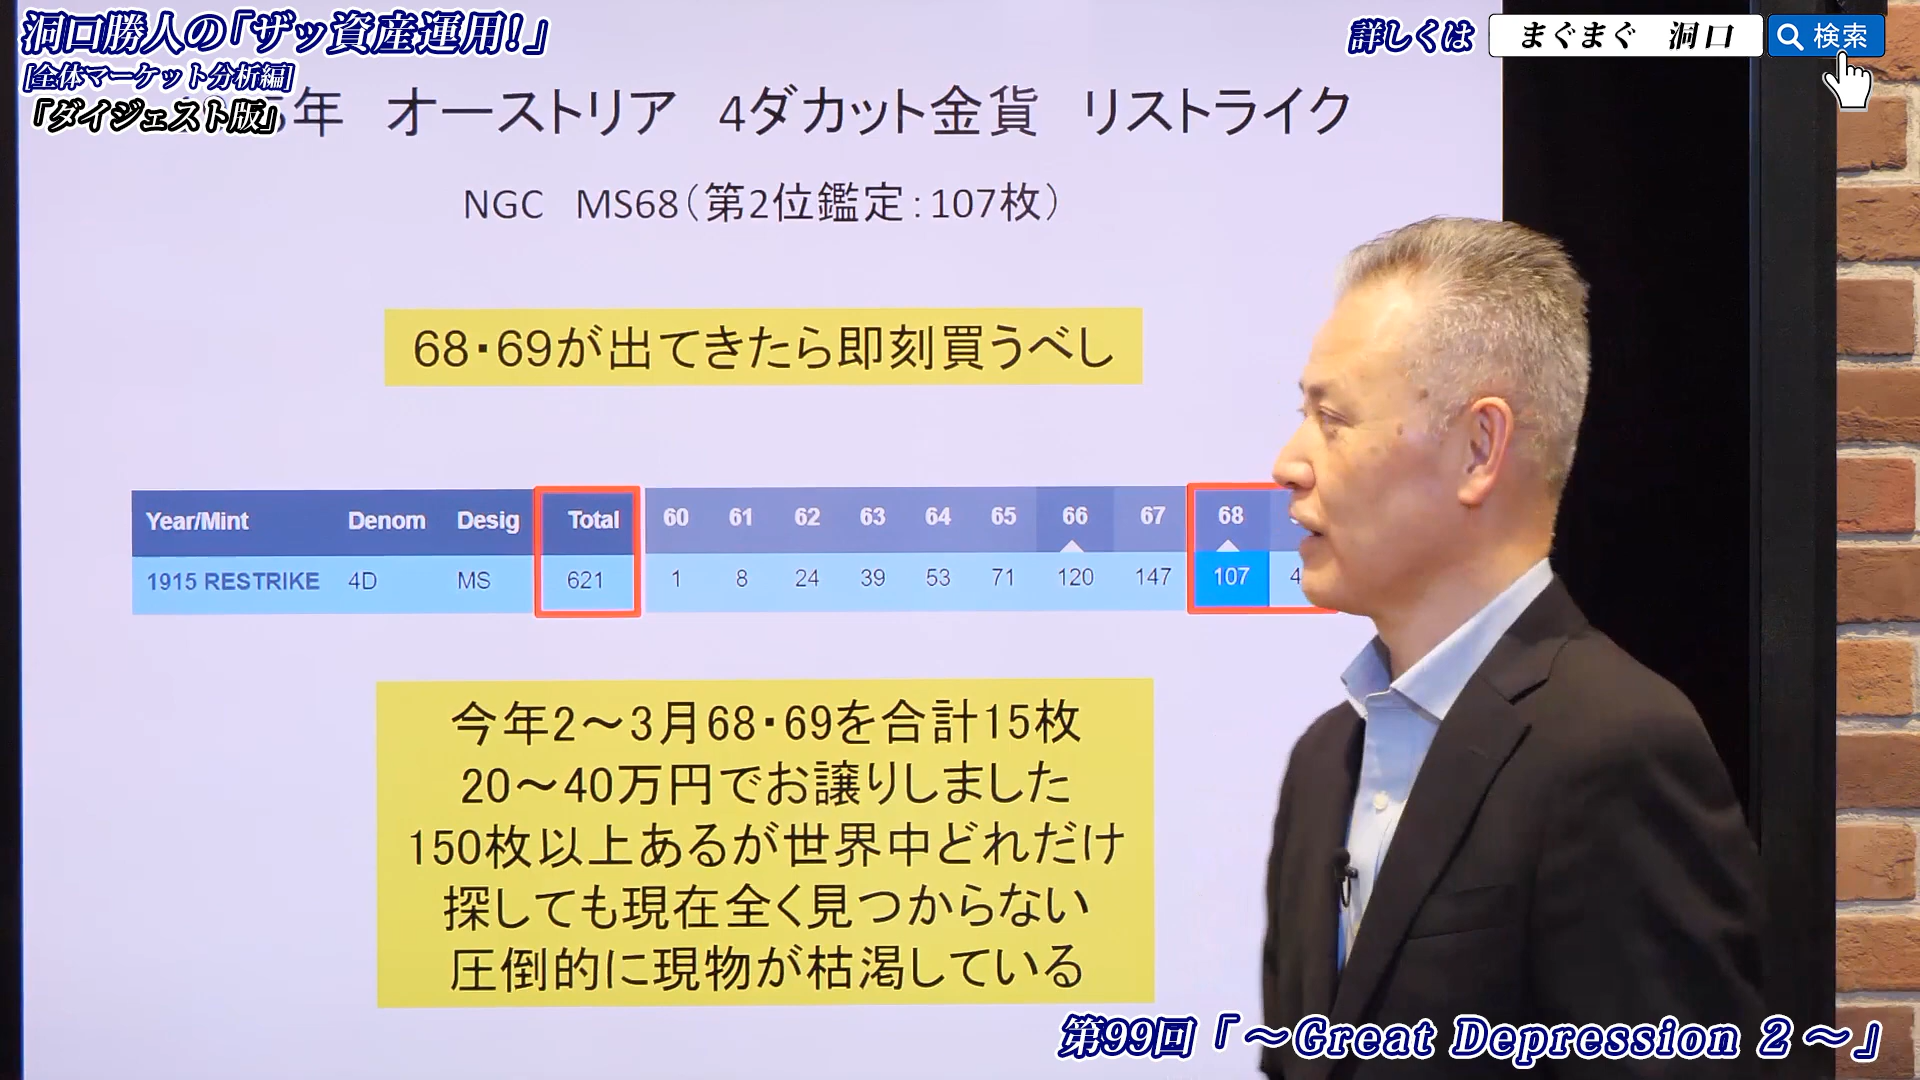 洞口勝人の「ザッ資産運用!」
[全体マーケット分析編]
「ダイジェスト版」
詳しくは まぐまぐ 洞口 検索
5年 オーストリア 4ダカット金貨 リストライク
NGC MS68(第2位鑑定:107枚)
68・69が出てきたら即刻買うべし
Year/Mint Denom Desig Total 60 61 62 63 64 65 66 67 68
1915 RESTRIKE 4D MS 621 1 8 24 39 53 71 120 147 107 4
今年2~3月68・69を合計15枚
20~40万円でお譲りしました
150枚以上あるが世界中どれだけ
探しても現在全く見つからない
圧倒的に現物が枯渇している
第99回「~Great Depression 2~」